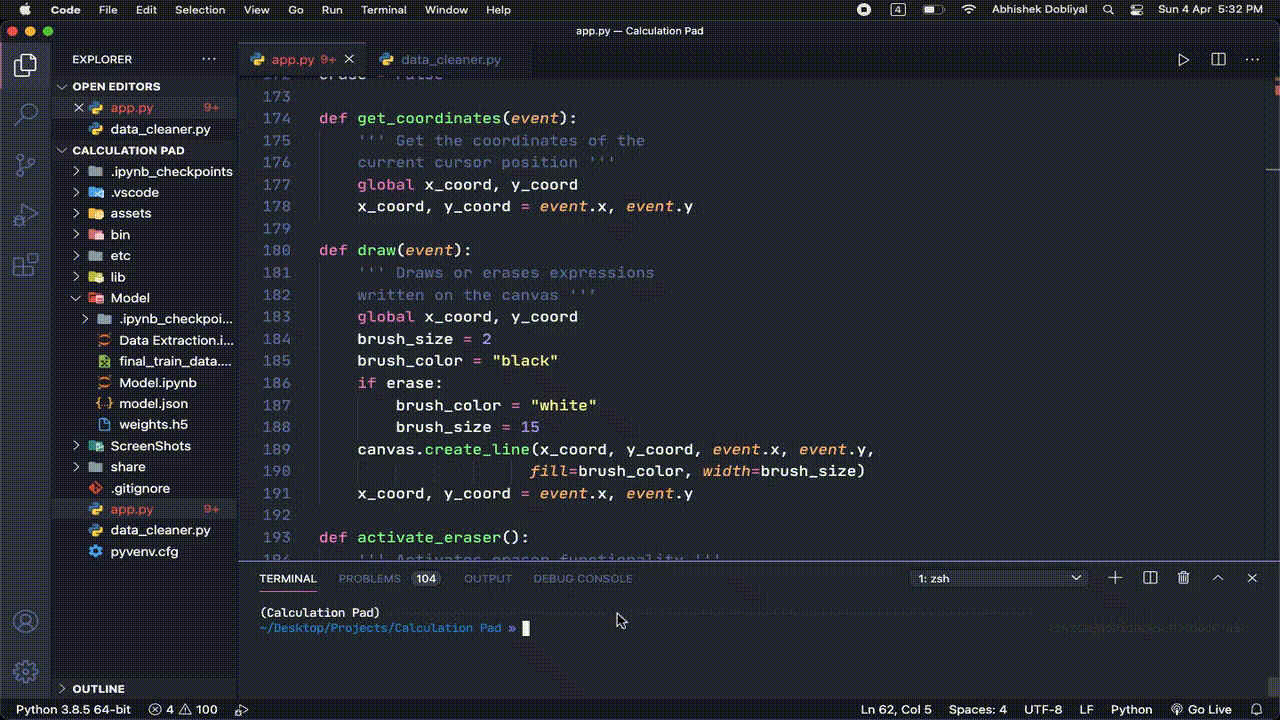 Code File Edit Selection View Go Run Terminal Window Help 4 Abhishek Dobliyal Sun 4 Apr 5:32 PM
app.py — Calculation Pad
EXPLORER
OPEN EDITORS
app.py 9+
data_cleaner.py
CALCULATION PAD
.ipynb_checkpoints
.vscode
assets
bin
etc
lib
Model
.ipynb_checkpoi...
Data Extraction.i...
final_train_data....
Model.ipynb
model.json
weights.h5
ScreenShots
share
.gitignore
app.py 9+
data_cleaner.py
pyvenv.cfg
OUTLINE
app.py 9+ data_cleaner.py
172 erase = False
173
174 def get_coordinates(event):
175 ''' Get the coordinates of the
176 current cursor position '''
177 global x_coord, y_coord
178 x_coord, y_coord = event.x, event.y
179
180 def draw(event):
181 ''' Draws or erases expressions
182 written on the canvas '''
183 global x_coord, y_coord
184 brush_size = 2
185 brush_color = "black"
186 if erase:
187 brush_color = "white"
188 brush_size = 15
189 canvas.create_line(x_coord, y_coord, event.x, event.y,
190 fill=brush_color, width=brush_size)
191 x_coord, y_coord = event.x, event.y
192
193 def activate_eraser():
194 ''' Activates eraser functionality '''
TERMINAL PROBLEMS 104 OUTPUT DEBUG CONSOLE 1: zsh
(Calculation Pad)
~/Desktop/Projects/Calculation Pad »
Python 3.8.5 64-bit 4 100 Ln 62, Col 5 Spaces: 4 UTF-8 LF Python Go Live